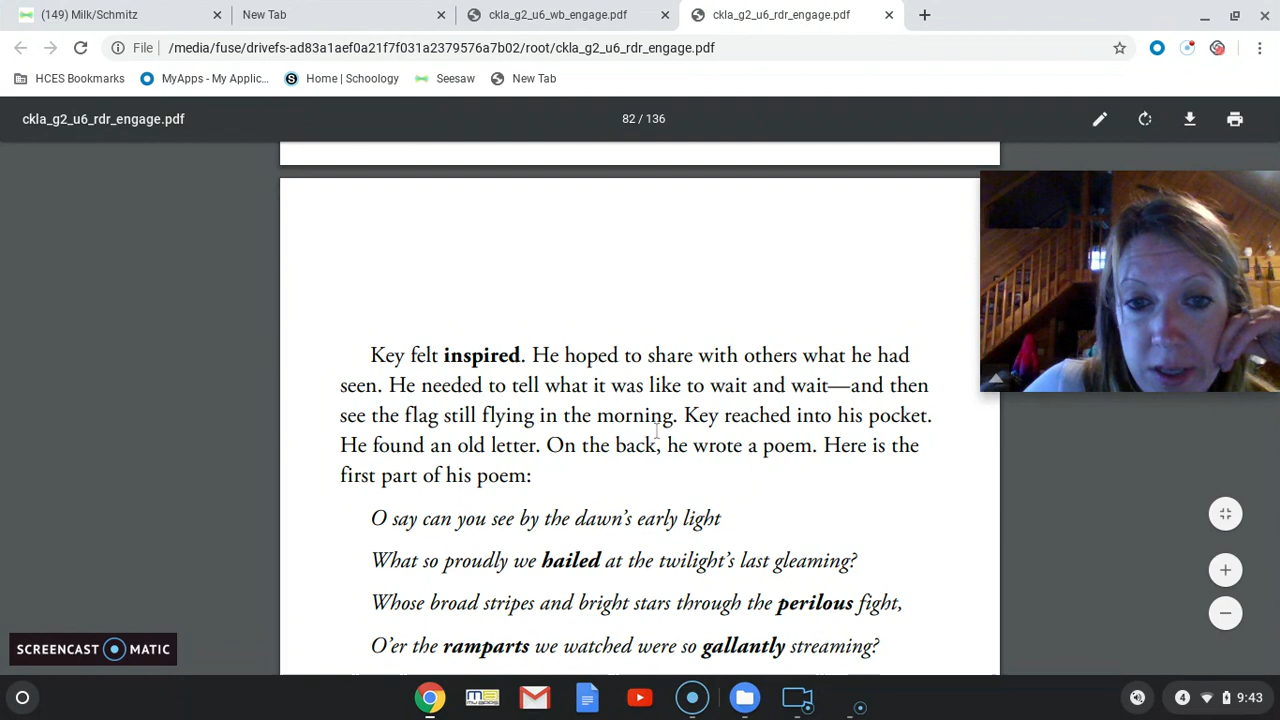 (149) Milk/Schmitz
New Tab
ckla_g2_u6_wb_engage.pdf
ckla_g2_u6_rdr_engage.pdf
File
/media/fuse/drivefs-ad83a1aef0a21f7f031a2379576a7b02/root/ckla_g2_u6_rdr_engage.pdf
HCES Bookmarks
MyApps - My Applic...
Home | Schoology
Seesaw
New Tab
ckla_g2_u6_rdr_engage.pdf
82 / 136
Key felt inspired. He hoped to share with others what he had
seen. He needed to tell what it was like to wait and wait—and then
see the flag still flying in the morning. Key reached into his pocket.
He found an old letter. On the back, he wrote a poem. Here is the
first part of his poem:
O say can you see by the dawn's early light
What so proudly we hailed at the twilight's last gleaming?
Whose broad stripes and bright stars through the perilous fight,
O'er the ramparts we watched were so gallantly streaming?
SCREENCAST MATIC
4
9:43